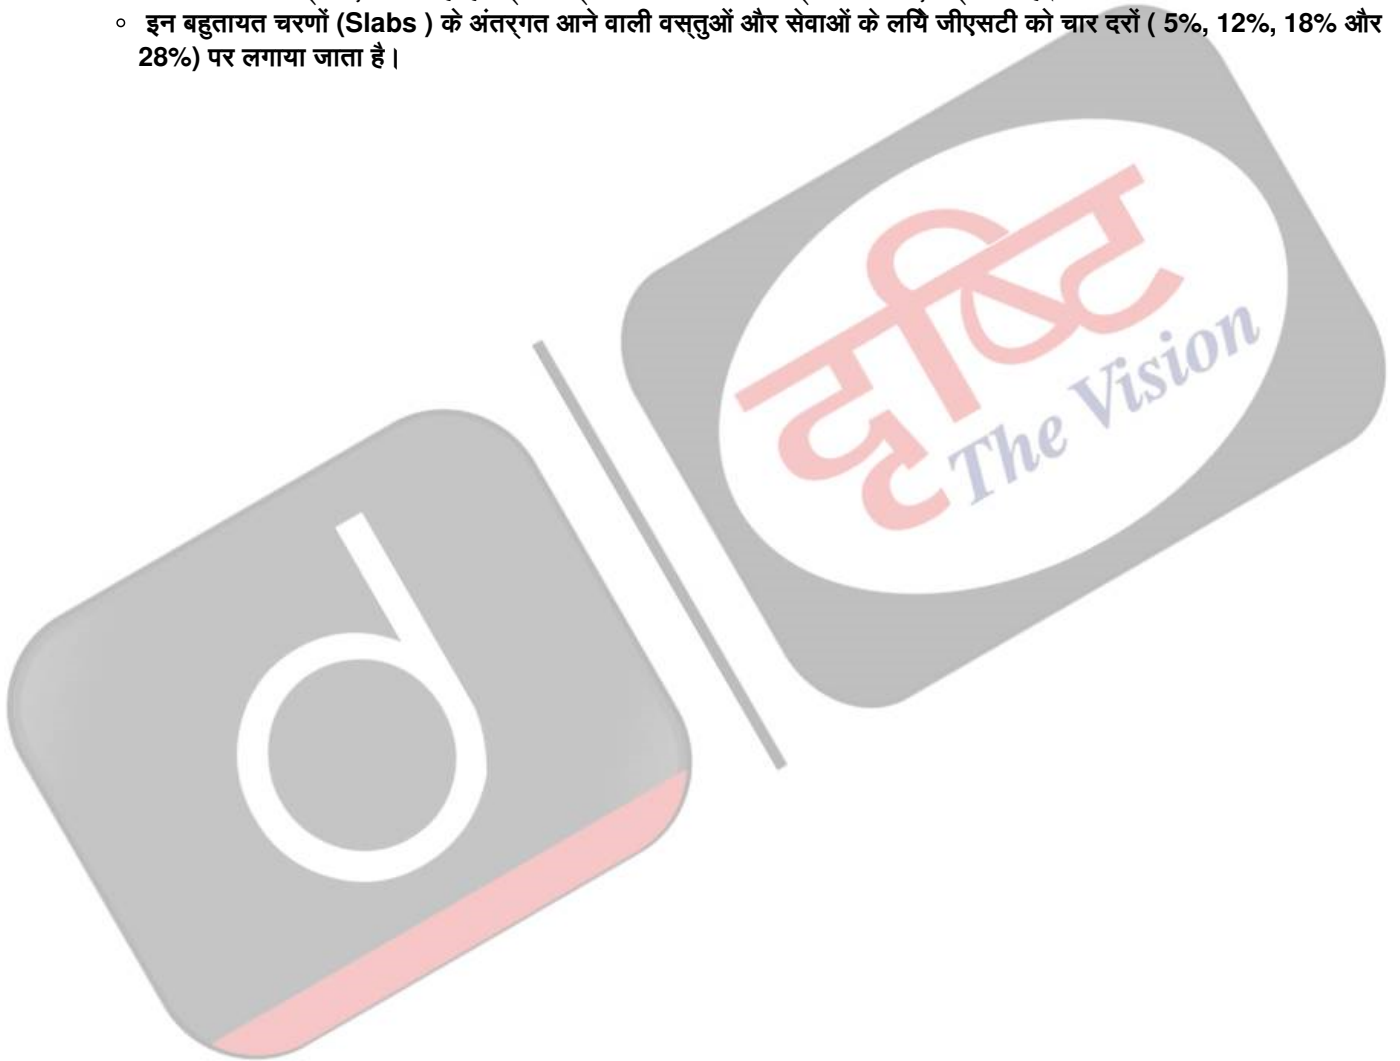 इन बहुतायत चरणों (Slabs ) के अंतर्गत आने वाली वस्तुओं और सेवाओं के लिये जीएसटी को चार दरों ( 5%, 12%, 18% और
28%) पर लगाया जाता है।
दृष्टि
The Vision
d